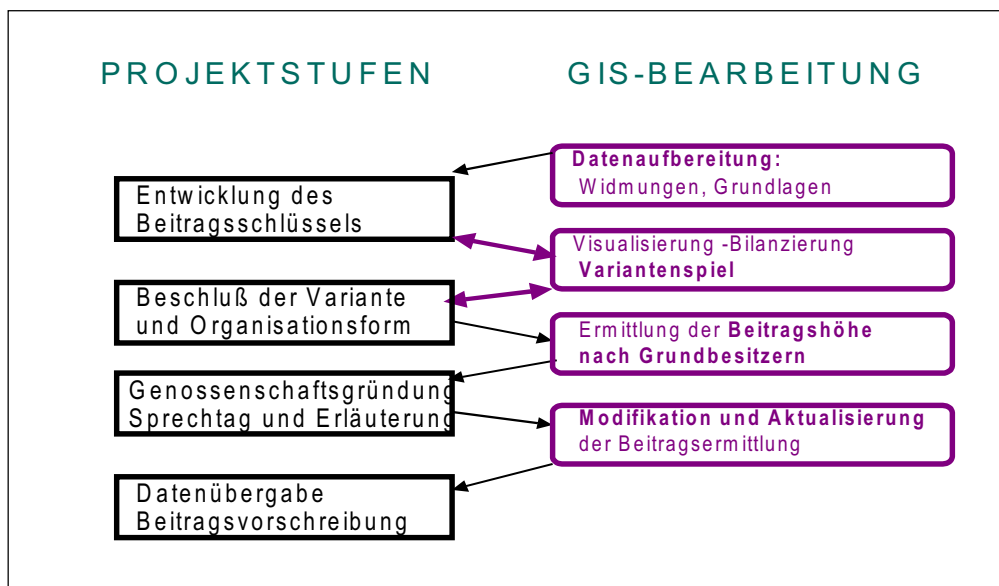 PROJEKTSTUFEN
Entwicklung des
Beitragsschlüssels
Beschluß der Variante
und Organisationsform
Genossenschaftsgründung
Sprechtag und Erläuterung
Datenübergabe
Beitragsvorschreibung
GIS-BEARBEITUNG
Datenaufbereitung:
Widmungen, Grundlagen
Visualisierung -Bilanzierung
Variantenspiel
Ermittlung der Beitragshöhe
nach Grundbesitzern
Modifikation und Aktualisierung
der Beitragsermittlung